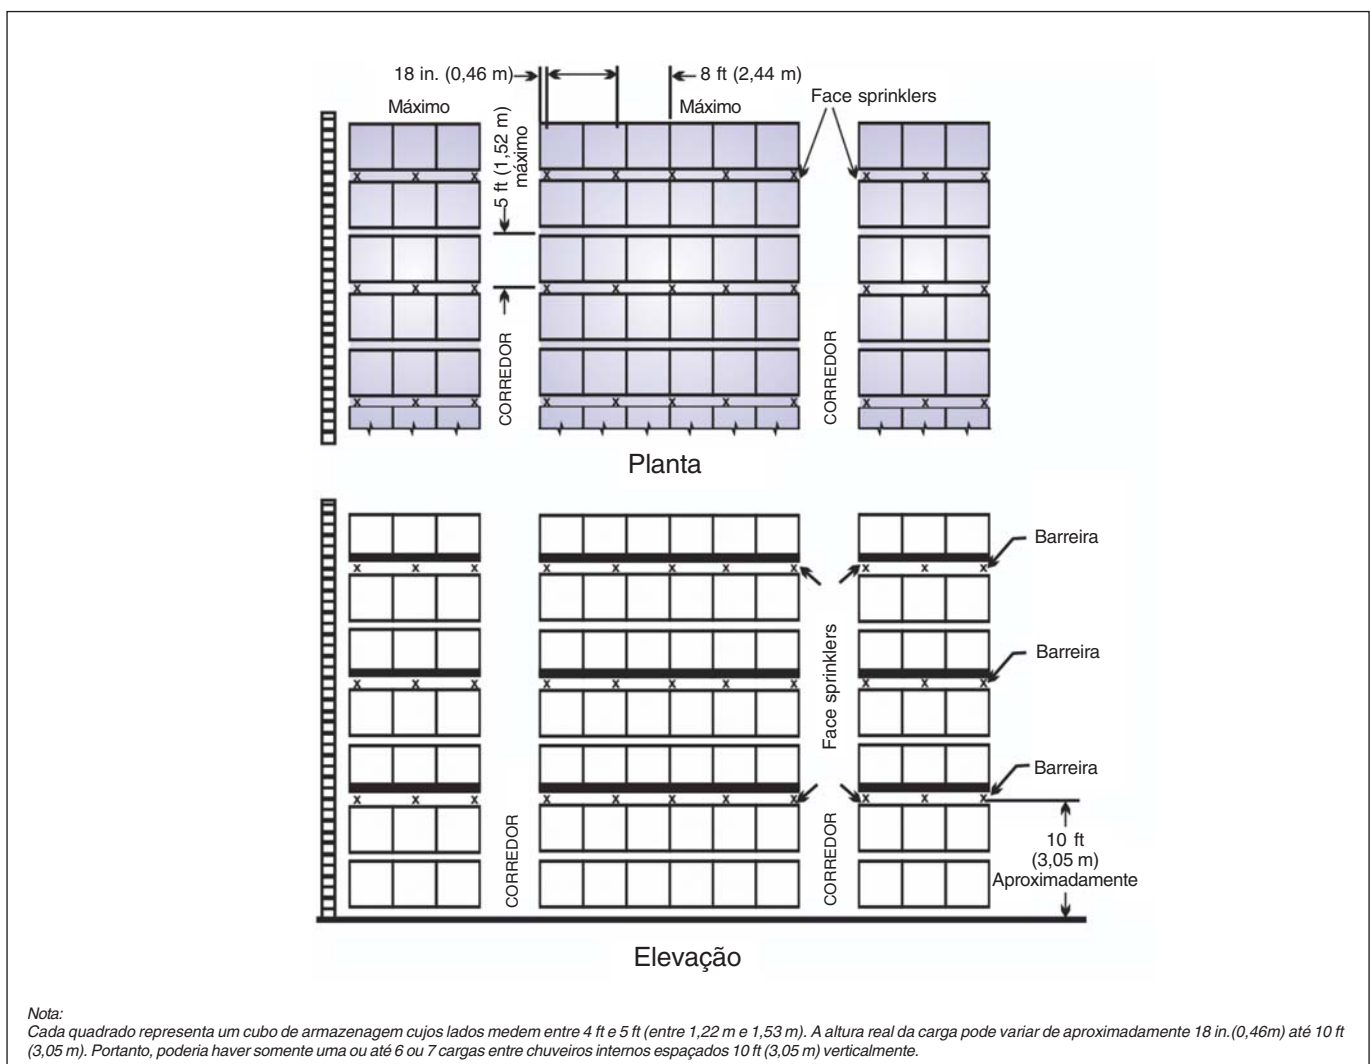 18 in. (0,46 m)
8 ft (2,44 m)
Máximo
Máximo
Face sprinklers
5 ft (1,52 m)
máximo
CORREDOR
CORREDOR
x x x x x x x x x x x
x x x x x x x x x x x
x x x x x x x x x x x
Planta
Barreira
x x x x x x x x x x x
Face sprinklers
Barreira
x x x x x x x x x x x
Barreira
x x x x x x x x x x x
CORREDOR
CORREDOR
10 ft
(3,05 m)
Aproximadamente
Elevação
Nota:
Cada quadrado representa um cubo de armazenagem cujos lados medem entre 4 ft e 5 ft (entre 1,22 m e 1,53 m). A altura real da carga pode variar de aproximadamente 18 in.(0,46m) até 10 ft
(3,05 m). Portanto, poderia haver somente uma ou até 6 ou 7 cargas entre chuveiros internos espaçados 10 ft (3,05 m) verticalmente.